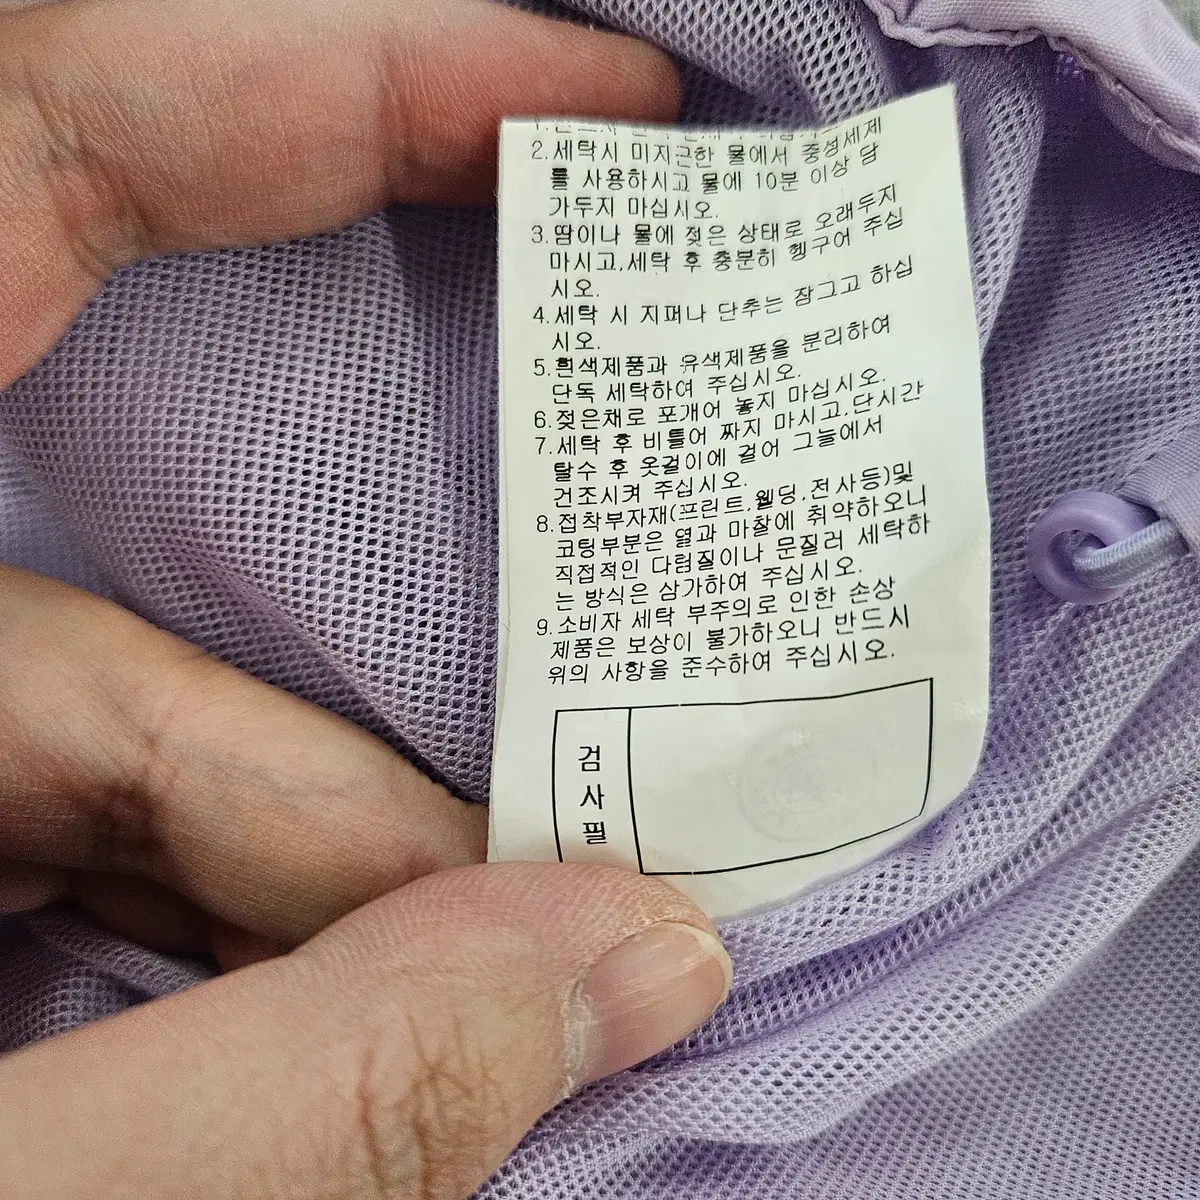 2.세탁시 미지근한 물에서 중성세제
를 사용하시고 물에 10분 이상 담
가두지 마십시오.
3.땀이나 물에 젖은 상태로 오래두지
마시고,세탁 후 충분히 헹구어 주십
시오.
4.세탁 시 지퍼나 단추는 잠그고 하십
시오.
5.흰색제품과 유색제품을 분리하여
단독 세탁하여 주십시오.
6.젖은채로 포개어 놓지 마십시오.
7.세탁 후 비틀어 짜지 마시고,단시간
탈수 후 옷걸이에 걸어 그늘에서
건조시켜 주십시오.
8.접착부자재(프린트,웰딩,전사등)및
코팅부분은 열과 마찰에 취약하오니
직접적인 다림질이나 문질러 세탁하
는 방식은 삼가하여 주십시오.
9.소비자 세탁 부주의로 인한 손상
제품은 보상이 불가하오니 반드시
위의 사항을 준수하여 주십시오.
검
사
필